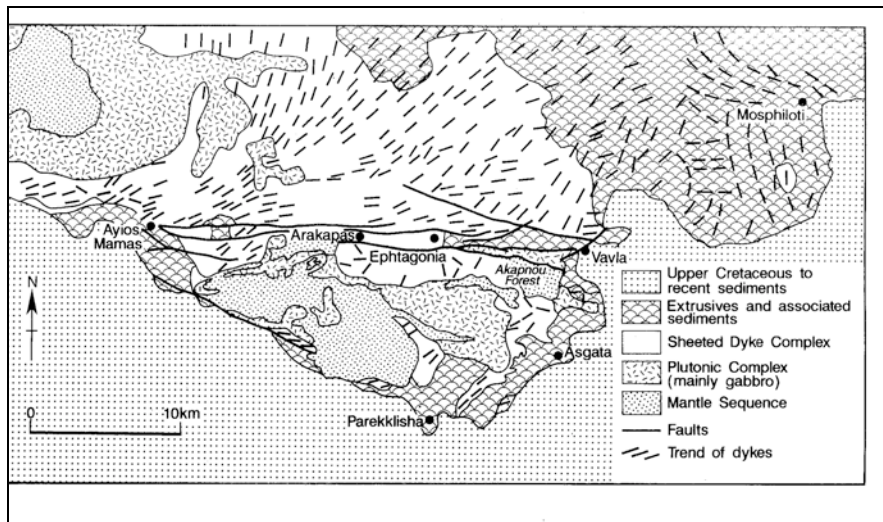 Mosphiloti
Ayios
Mamas
Arakapas
Ephtagonia
Vavla
Akapnou
Forest
N
Asgata
0
10km
Parekklisha
Upper Cretaceous to
recent sediments
Extrusives and associated
sediments
Sheeted Dyke Complex
Plutonic Complex
(mainly gabbro)
Mantle Sequence
Faults
Trend of dykes